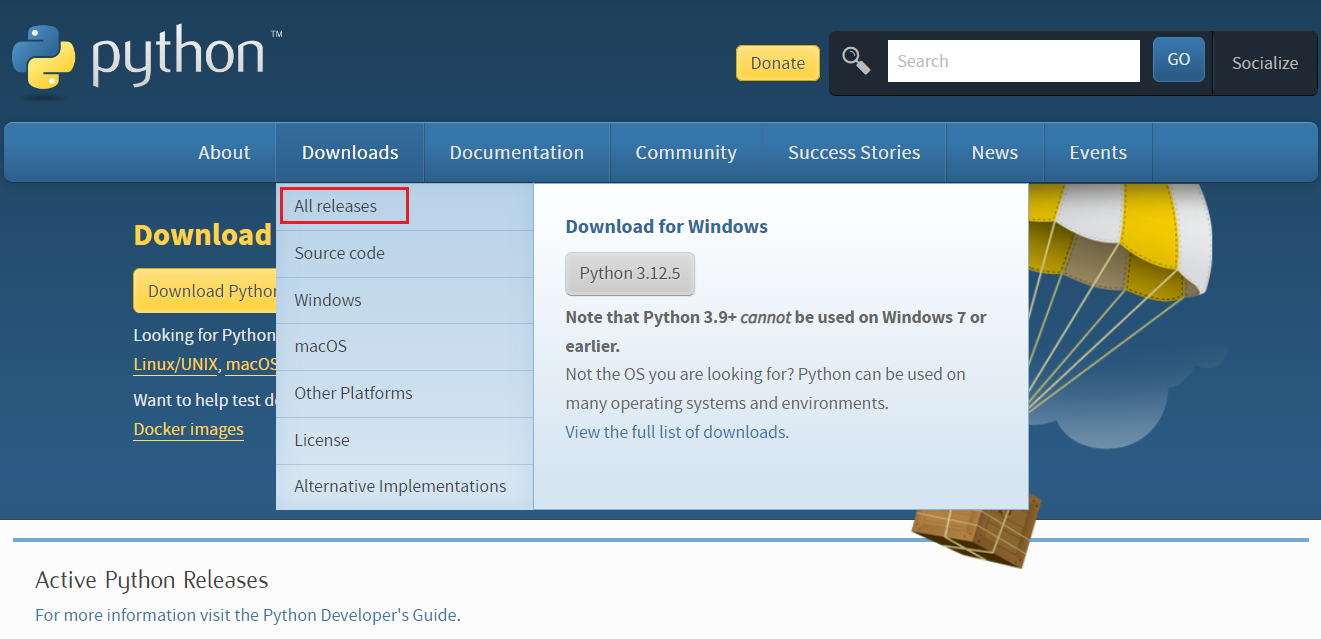 python™
Donate
Search
GO
Socialize
About
Downloads
Documentation
Community
Success Stories
News
Events
All releases
Source code
Windows
macOS
Other Platforms
License
Alternative Implementations
Download for Windows
Python 3.12.5
Note that Python 3.9+ cannot be used on Windows 7 or
earlier.
Not the OS you are looking for? Python can be used on
many operating systems and environments.
View the full list of downloads.
Download
Download Python
Looking for Python
Linux/UNIX, macOS
Want to help test
Docker images
Active Python Releases
For more information visit the Python Developer's Guide.